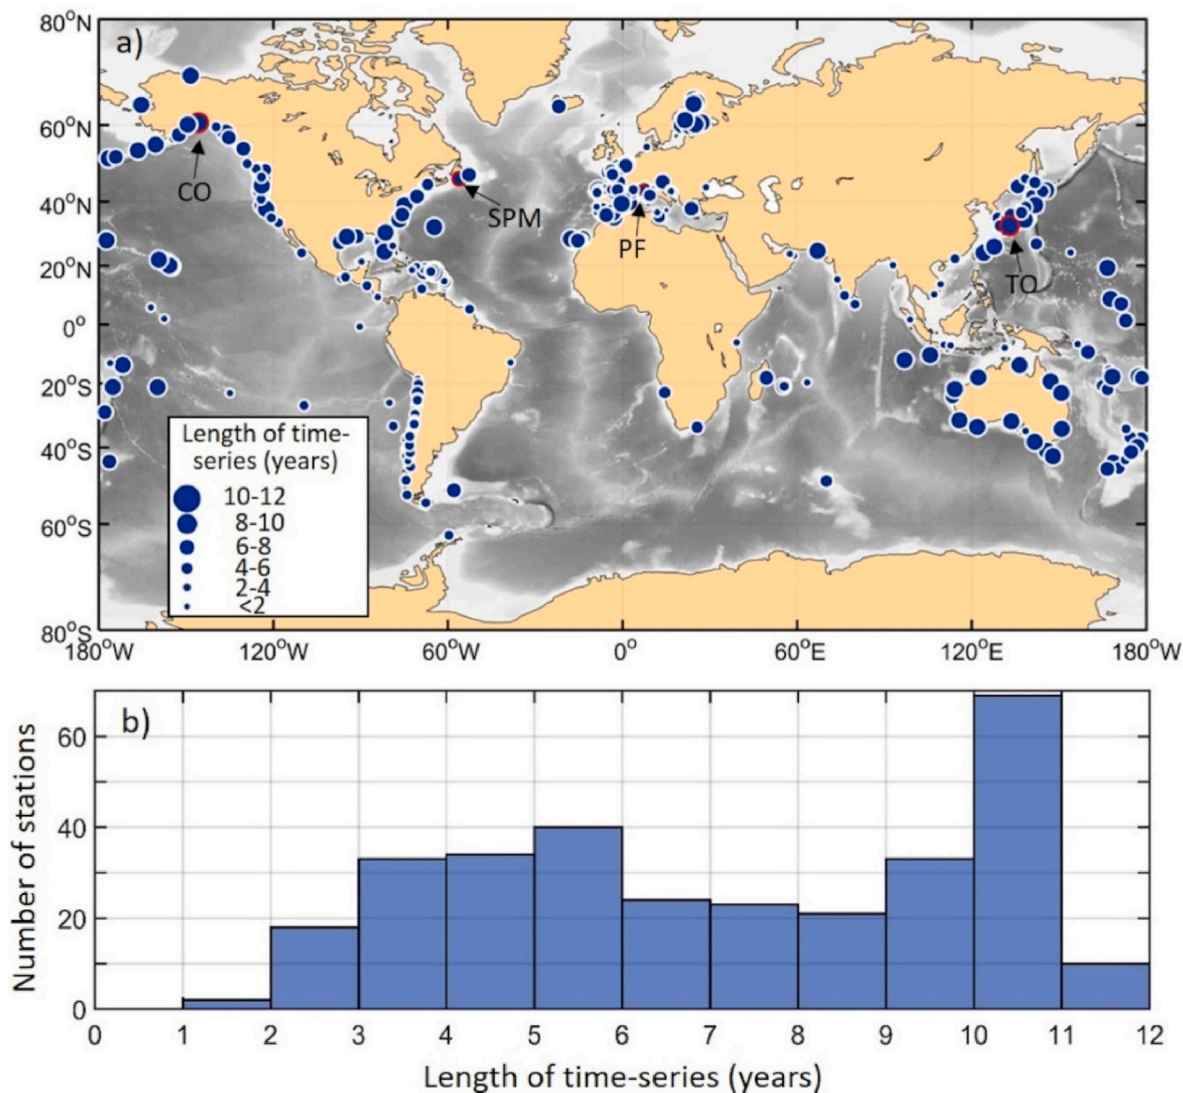 80°N
a)
60°N
CO
SPM
40°N
PF
TO
20°N
0°
20°S
Length of time-
series (years)
10-12
8-10
6-8
4-6
2-4
<2
40°S
60°S
80°S
180°W 120°W 60°W 0° 60°E 120°E 180°W
b)
Number of stations
60
40
20
0
0 1 2 3 4 5 6 7 8 9 10 11 12
Length of time-series (years)